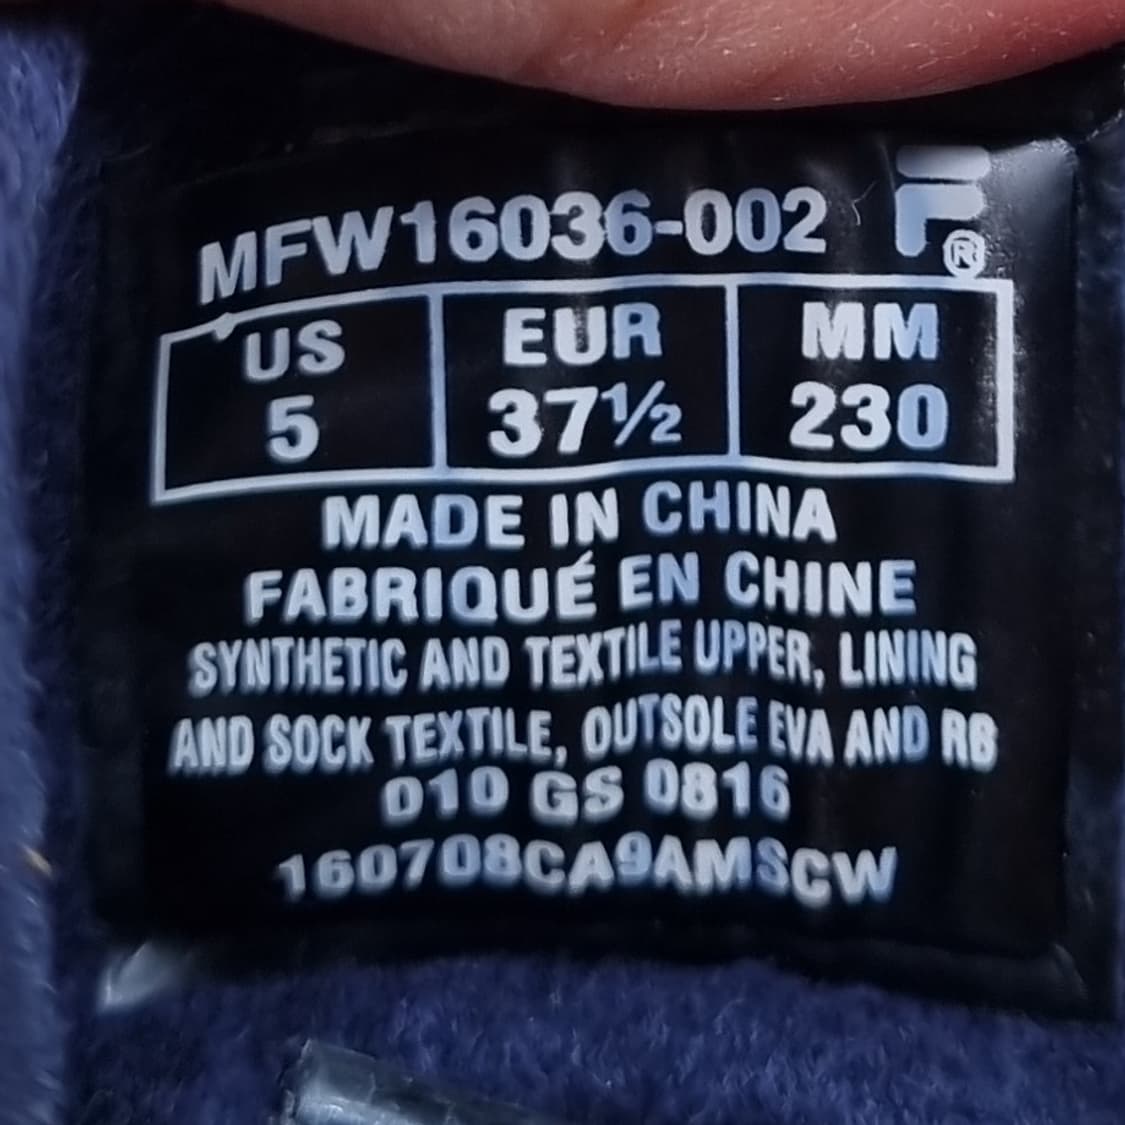 MFW16036-002
US EUR MM
5 37½ 230
MADE IN CHINA
FABRIQUÉ EN CHINE
SYNTHETIC AND TEXTILE UPPER, LINING
AND SOCK TEXTILE, OUTSOLE EVA AND RB
010 GS 0816
160708CA9AMSCW